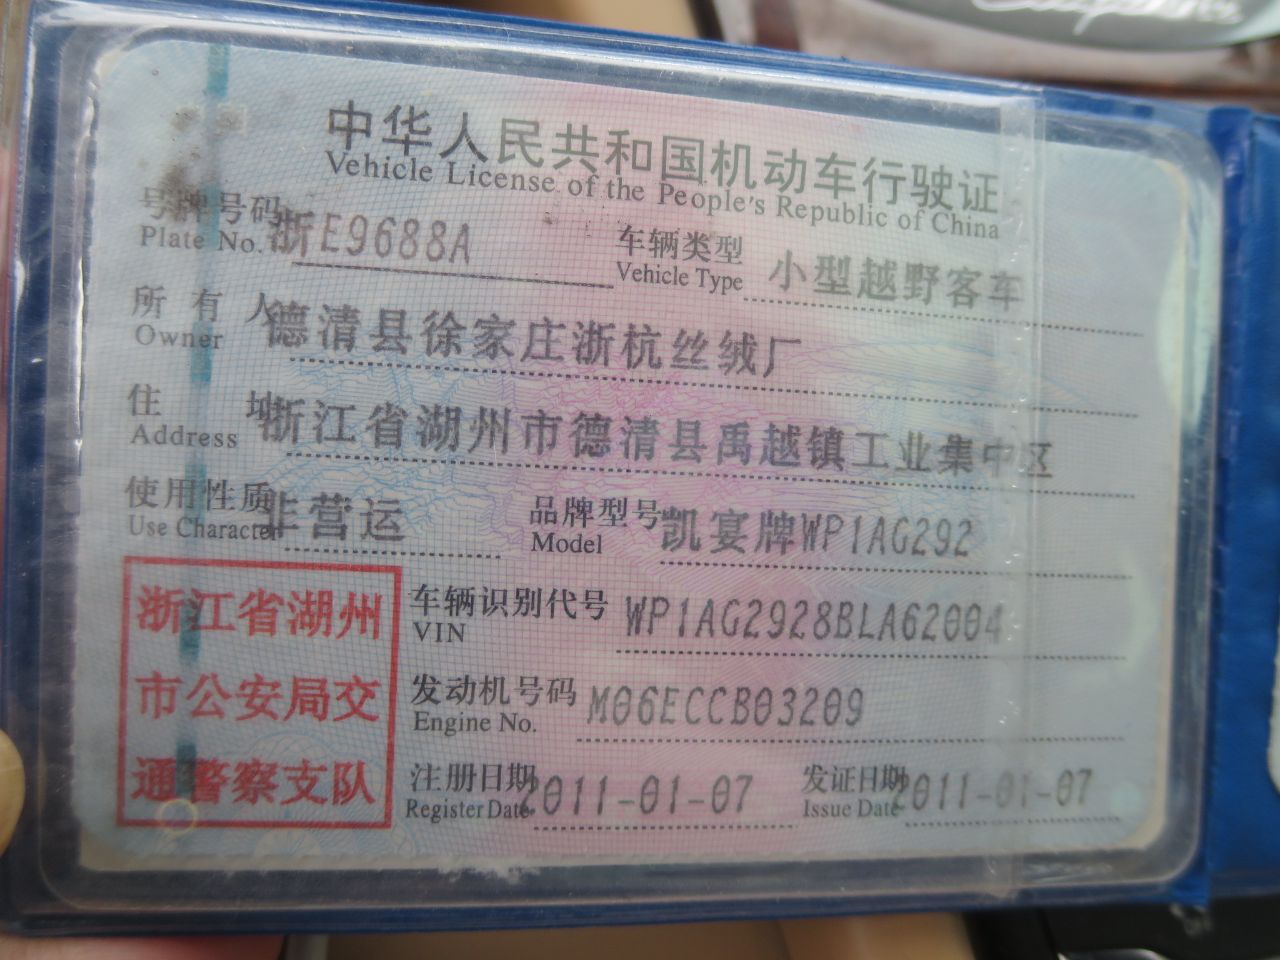 中华人民共和国机动车行驶证
Vehicle License of the People's Republic of China
号牌号码 浙E9688A 车辆类型 小型越野客车
Plate No. Vehicle Type
所有人 德清县徐家庄浙杭丝绒厂
Owner
住址 浙江省湖州市德清县禹越镇工业集中区
Address
使用性质 非营运 品牌型号 凯宴牌WP1AG292
Use Character Model
浙江省湖州
市公安局交
通警察支队
车辆识别代号 WP1AG2928BLA62004
VIN
发动机号码 M06ECCB03209
Engine No.
注册日期 2011-01-07 发证日期 2011-01-07
Register Date Issue Date